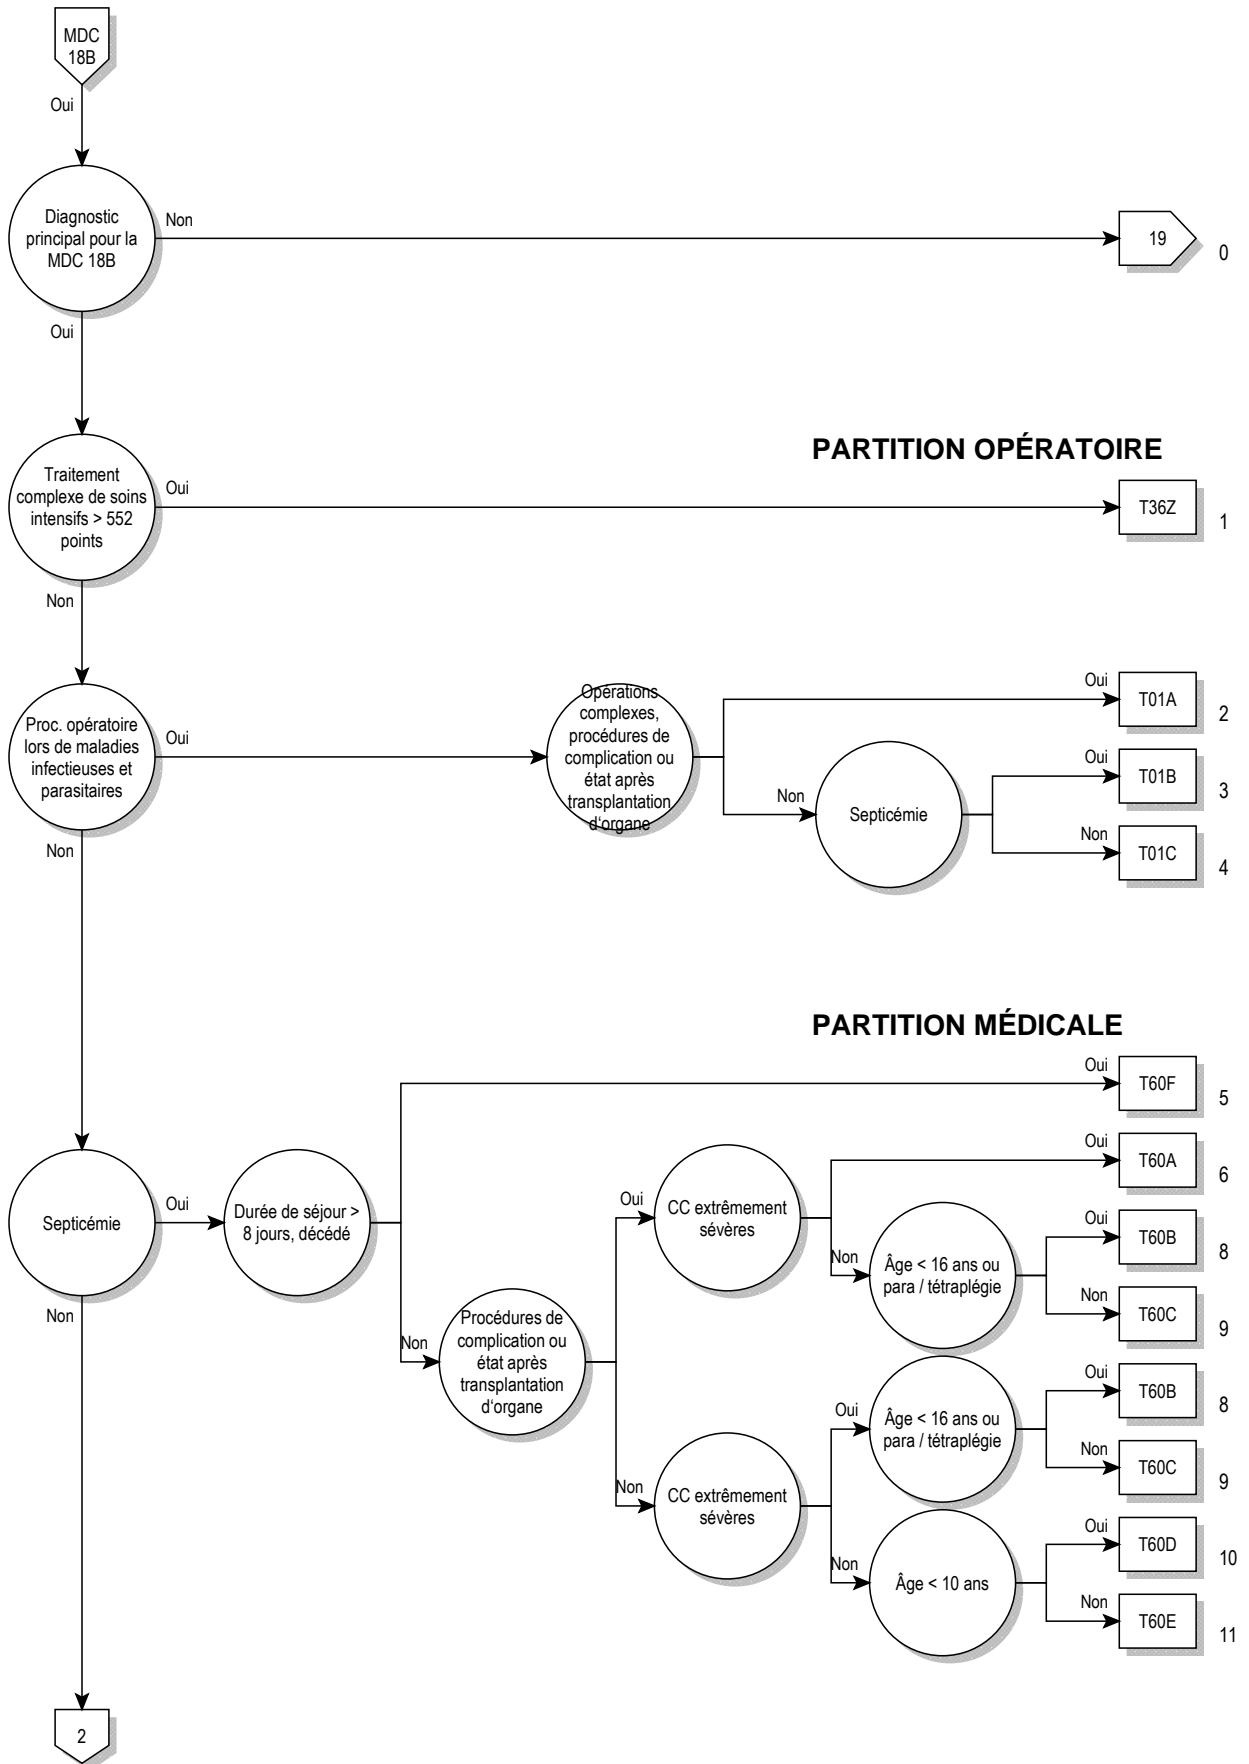 MDC
18B
Oui
Diagnostic
principal pour la
MDC 18B
Non
19
0
Oui
PARTITION OPÉRATOIRE
Traitement
complexe de soins
intensifs > 552
points
Oui
T36Z
1
Non
Proc. opératoire
lors de maladies
infectieuses et
parasitaires
Oui
Opérations
complexes,
procédures de
complication ou
état après
transplantation
d'organe
Oui
T01A
2
Non
Septicémie
Oui
T01B
3
Non
T01C
4
Non
PARTITION MÉDICALE
Oui
T60F
5
Septicémie
Oui
Durée de séjour >
8 jours, décédé
Oui
CC extrêmement
sévères
Oui
T60A
6
Non
Âge < 16 ans ou
para / tétraplégie
Oui
T60B
8
Non
T60C
9
Non
Non
Procédures de
complication ou
état après
transplantation
d'organe
Oui
Âge < 16 ans ou
para / tétraplégie
Oui
T60B
8
Non
T60C
9
Non
CC extrêmement
sévères
Non
Âge < 10 ans
Oui
T60D
10
Non
T60E
11
2